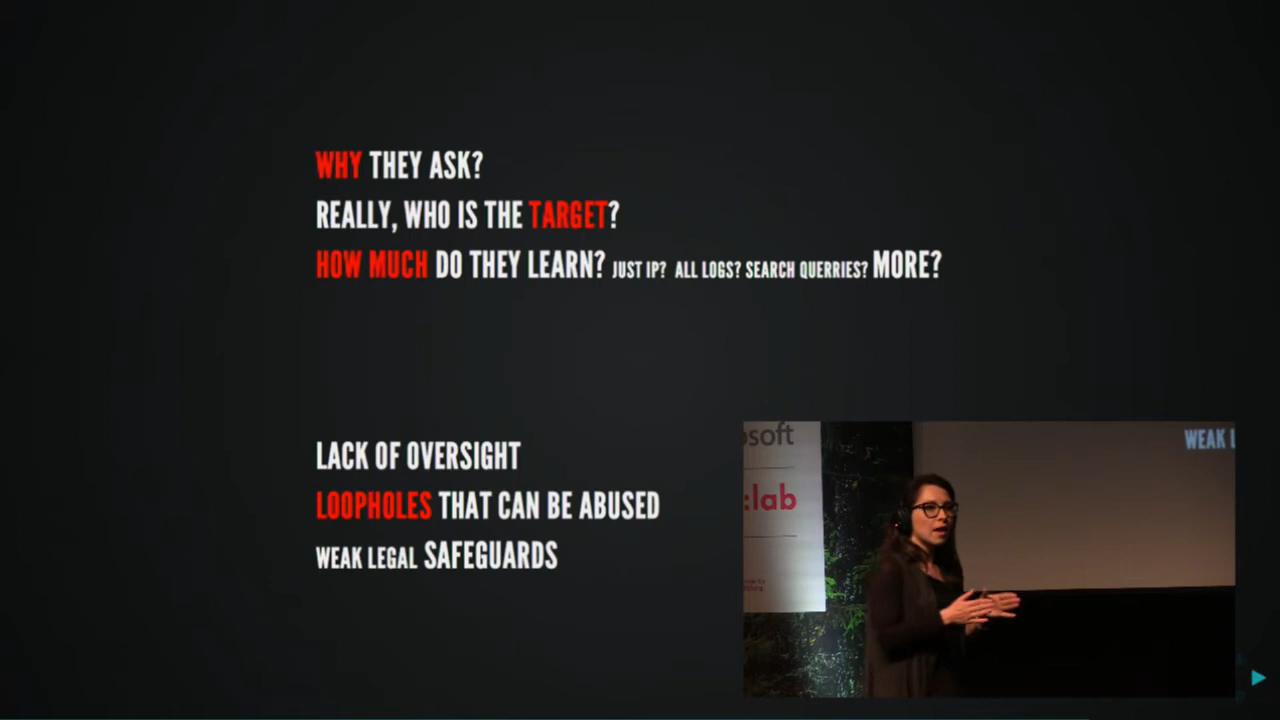 WHY THEY ASK?
REALLY, WHO IS THE TARGET?
HOW MUCH DO THEY LEARN? JUST IP? ALL LOGS? SEARCH QUERRIES? MORE?
LACK OF OVERSIGHT
LOOPHOLES THAT CAN BE ABUSED
WEAK LEGAL SAFEGUARDS
osoft
:lab
WEAK L